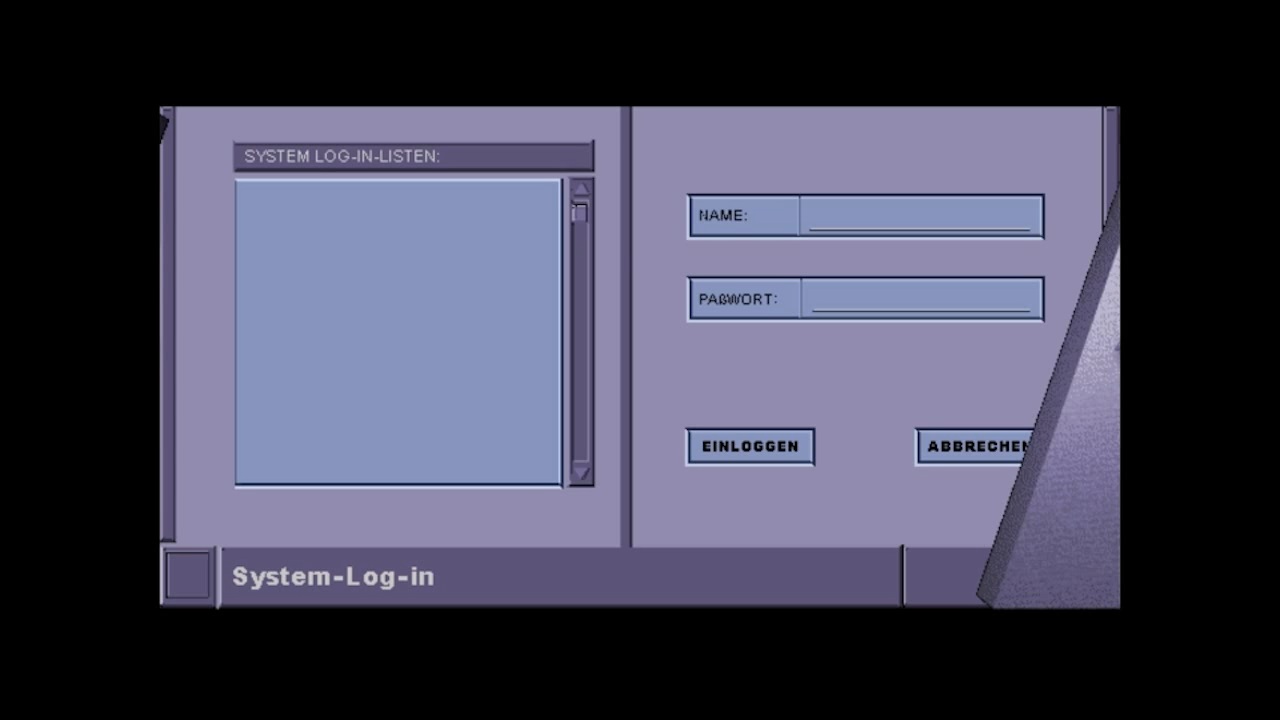 SYSTEM LOG-IN-LISTEN:
NAME:
PAßWORT:
EINLOGGEN
ABBRECHEN
System-Log-in